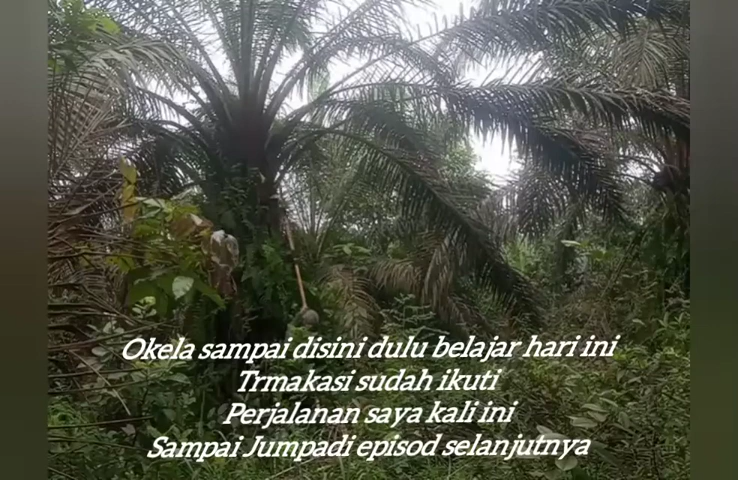 Okela sampai disini dulu belajar hari ini
Trmakasi sudah ikuti
Perjalanan saya kali ini
Sampai Jumpadi episod selanjutnya